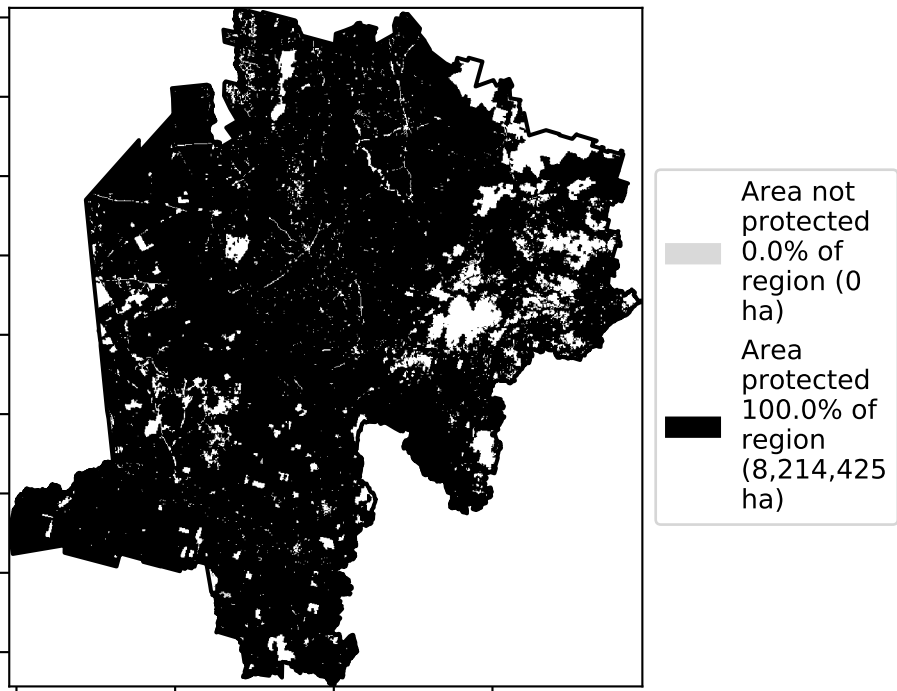 Area not
protected
0.0% of
region (0
ha)
Area
protected
100.0% of
region
(8,214,425
ha)